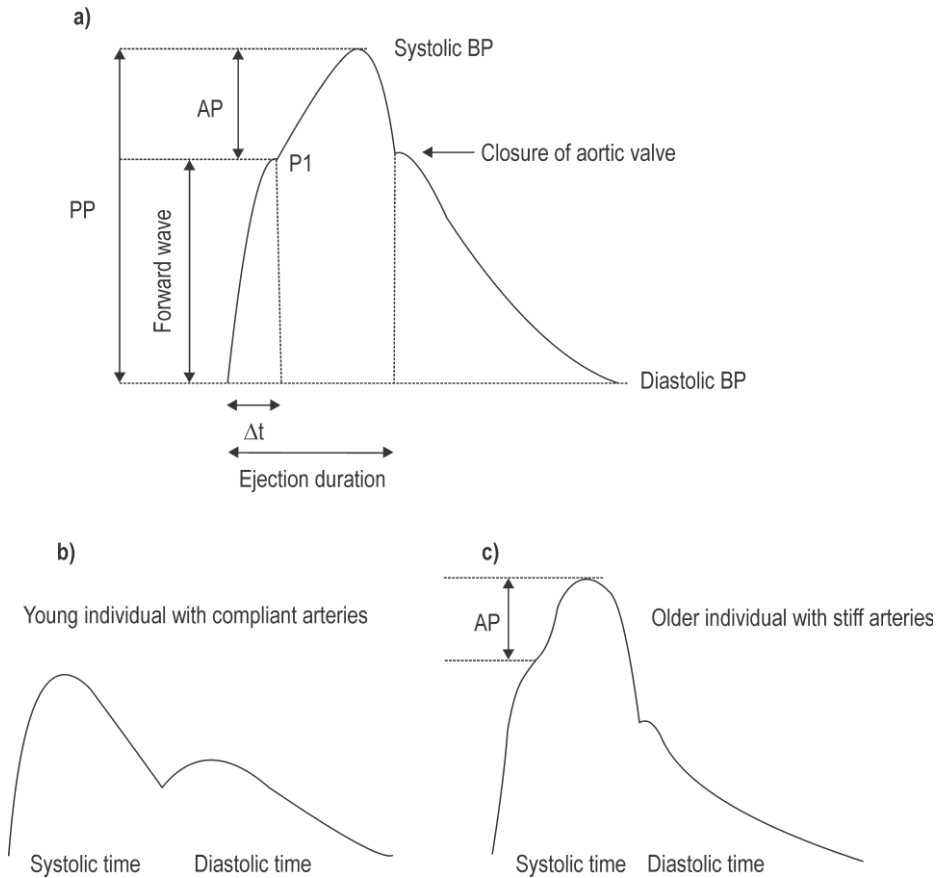 a)
Systolic BP
AP
P1
Closure of aortic valve
PP
Forward wave
Diastolic BP
Δt
Ejection duration
b)
c)
Young individual with compliant arteries
AP
Older individual with stiff arteries
Systolic time
Diastolic time
Systolic time
Diastolic time